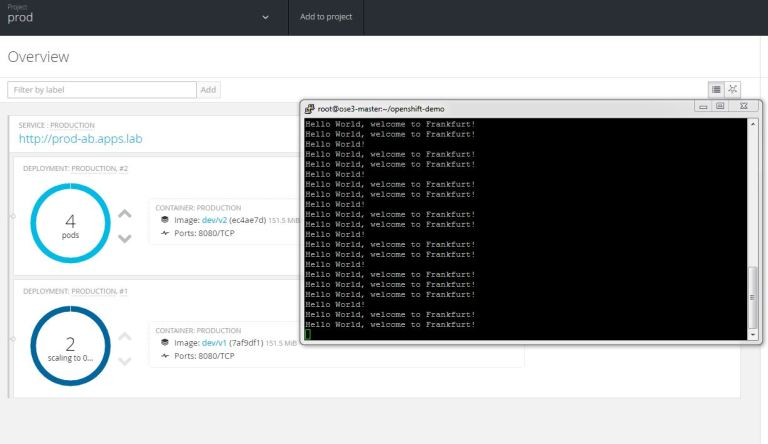 Project
prod
Add to project
Overview
Filter by label
Add
SERVICE : PRODUCTION
http://prod-ab.apps.lab
DEPLOYMENT: PRODUCTION, #2
4
pods
CONTAINER: PRODUCTION
Image: dev/v2 (ec4ae7d) 151.5 MiB
Ports: 8080/TCP
DEPLOYMENT: PRODUCTION, #1
2
scaling to 0...
CONTAINER: PRODUCTION
Image: dev/v1 (7af9df1) 151.5 MiB
Ports: 8080/TCP
root@ose3-master:~/openshift-demo
Hello World, welcome to Frankfurt!
Hello World, welcome to Frankfurt!
Hello World!
Hello World, welcome to Frankfurt!
Hello World, welcome to Frankfurt!
Hello World!
Hello World, welcome to Frankfurt!
Hello World, welcome to Frankfurt!
Hello World!
Hello World, welcome to Frankfurt!
Hello World, welcome to Frankfurt!
Hello World!
Hello World, welcome to Frankfurt!
Hello World, welcome to Frankfurt!
Hello World!
Hello World, welcome to Frankfurt!
Hello World, welcome to Frankfurt!
Hello World, welcome to Frankfurt!
Hello World!
Hello World, welcome to Frankfurt!
Hello World, welcome to Frankfurt!